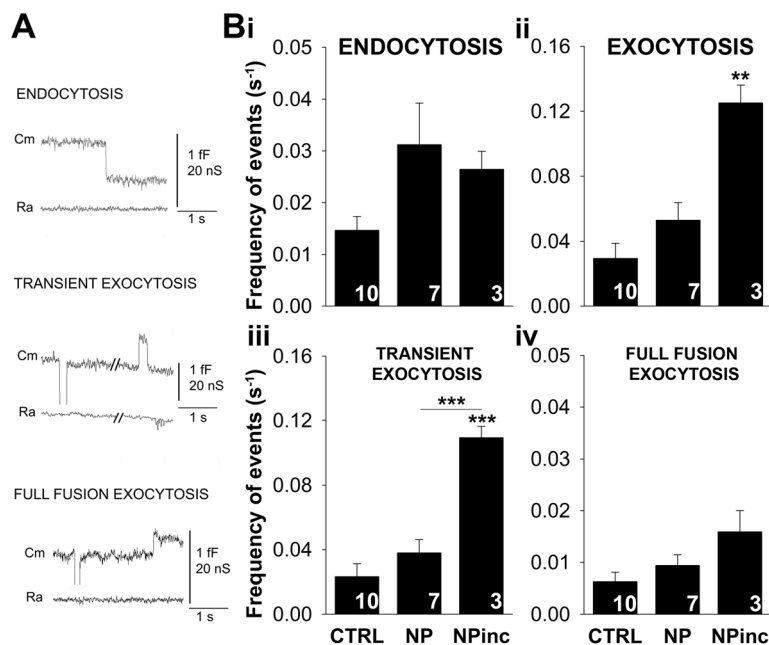 A
ENDOCYTOSIS
Cm
1 fF
20 nS
Ra
1 s
TRANSIENT EXOCYTOSIS
Cm
1 fF
20 nS
Ra
1 s
FULL FUSION EXOCYTOSIS
Cm
1 fF
20 nS
Ra
1 s
Bi
ENDOCYTOSIS
Frequency of events (s-1)
0.05
0.04
0.03
0.02
0.01
0.00
10
7
3
ii
EXOCYTOSIS
0.16
0.12
0.08
0.04
0.00
**
10
7
3
iii
TRANSIENT
EXOCYTOSIS
Frequency of events (s-1)
0.16
0.12
0.08
0.04
0.00
***
***
10
7
3
CTRL NP NPinc
iv
FULL FUSION
EXOCYTOSIS
0.05
0.04
0.03
0.02
0.01
0.00
10
7
3
CTRL NP NPinc